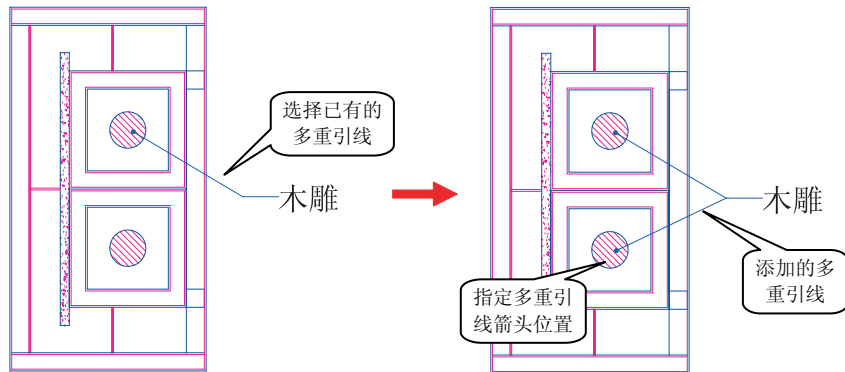 选择已有的
多重引线
木雕
木雕
添加的多
重引线
指定多重引
线箭头位置